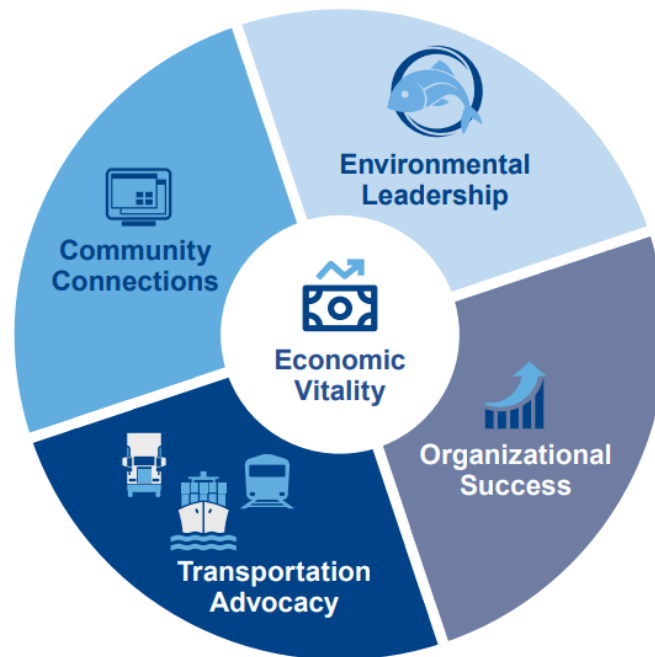 Environmental
Leadership
Community
Connections
Economic
Vitality
Organizational
Success
Transportation
Advocacy